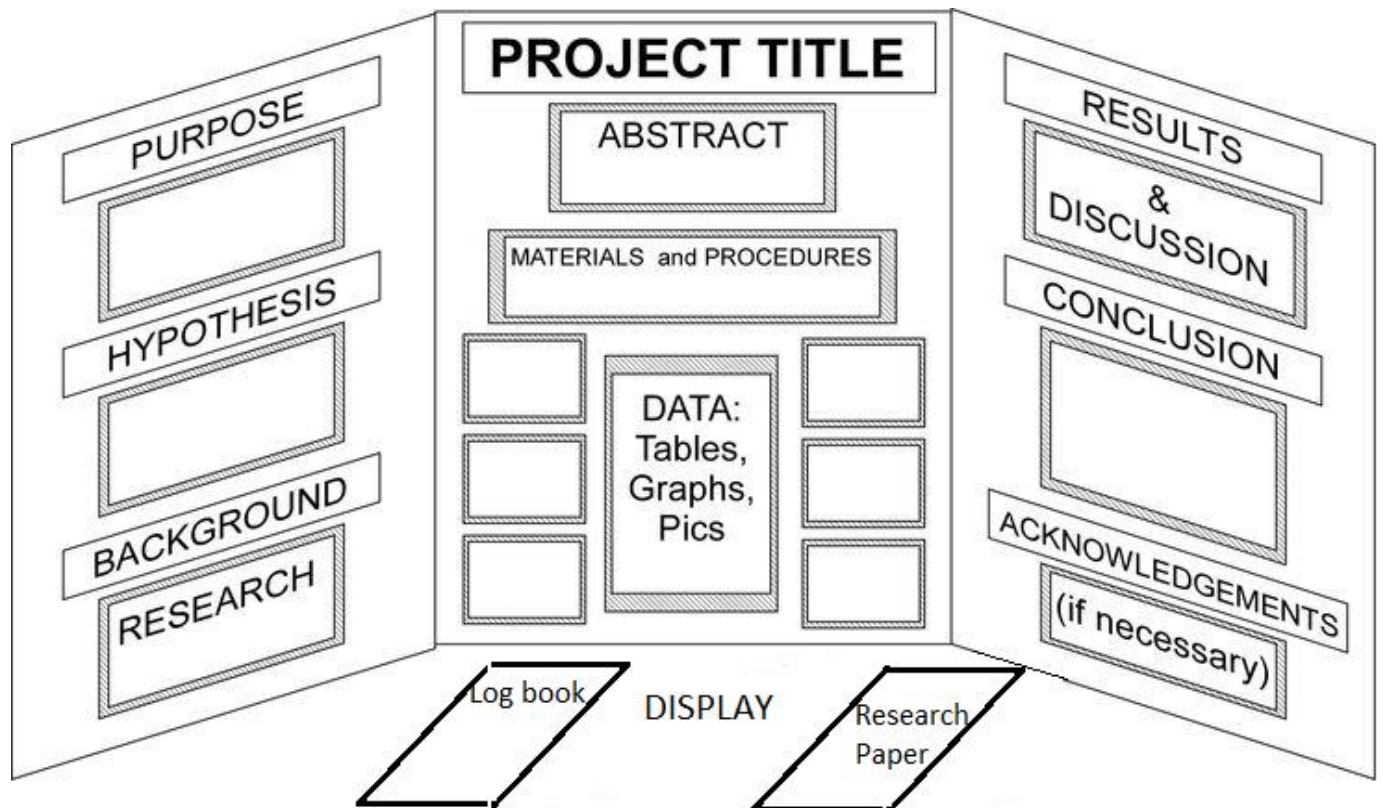 PURPOSE
HYPOTHESIS
BACKGROUND
RESEARCH
PROJECT TITLE
ABSTRACT
MATERIALS and PROCEDURES
DATA:
Tables,
Graphs,
Pics
RESULTS
&
DISCUSSION
CONCLUSION
ACKNOWLEDGEMENTS
(if necessary)
Log book
DISPLAY
Research
Paper